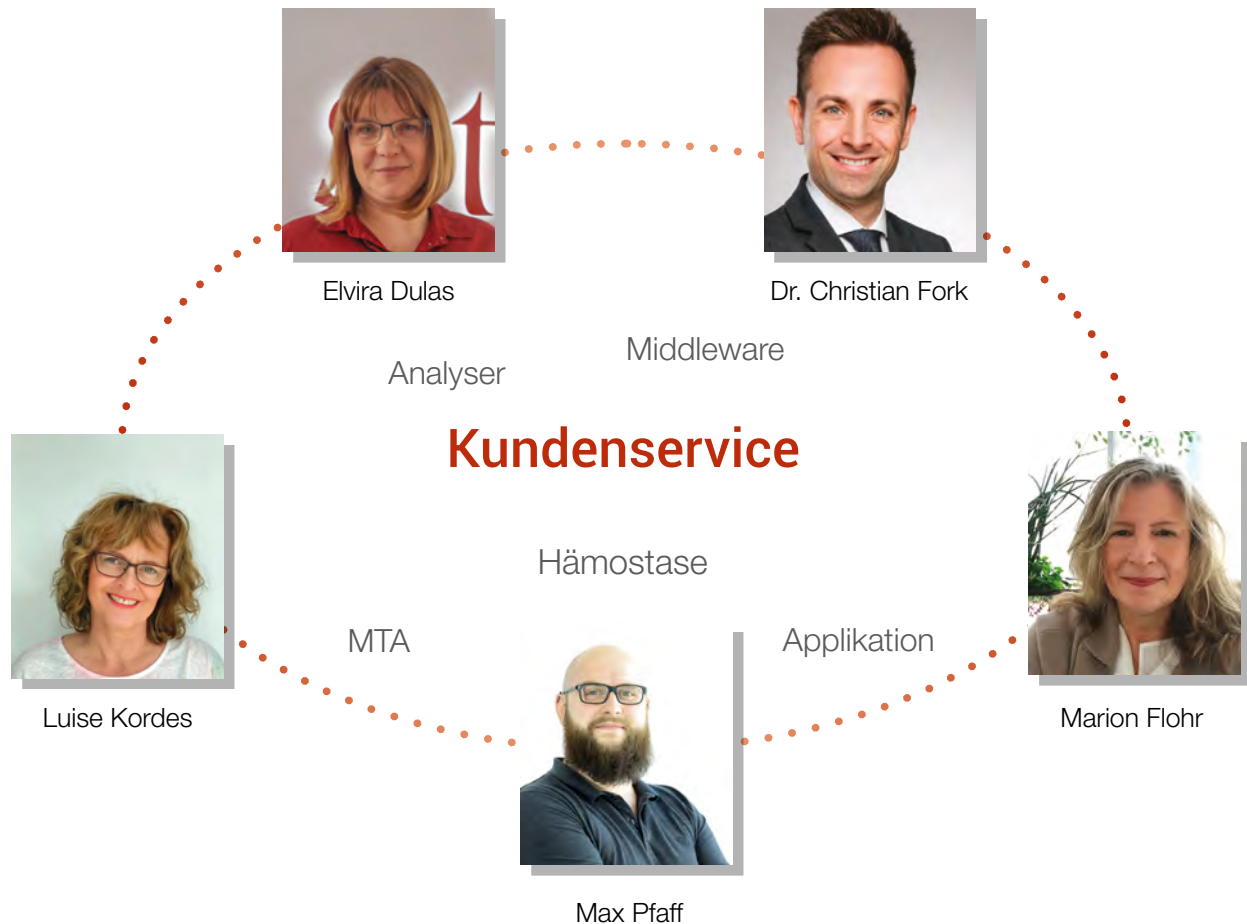 Elvira Dulas
Dr. Christian Fork
Middleware
Analyser
Kundenservice
Hämostase
MTA
Applikation
Luise Kordes
Marion Flohr
Max Pfaff